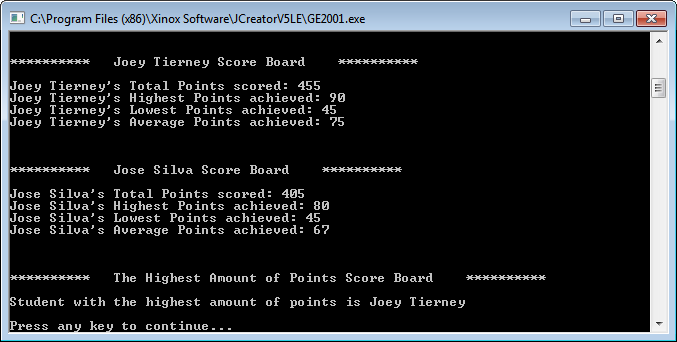 C:\Program Files (x86)\Xinox Software\JCreatorV5LE\GE2001.exe
********** Joey Tierney Score Board **********
Joey Tierney's Total Points scored: 455
Joey Tierney's Highest Points achieved: 90
Joey Tierney's Lowest Points achieved: 45
Joey Tierney's Average Points achieved: 75
********** Jose Silva Score Board **********
Jose Silva's Total Points scored: 405
Jose Silva's Highest Points achieved: 80
Jose Silva's Lowest Points achieved: 45
Jose Silva's Average Points achieved: 67
********** The Highest Amount of Points Score Board **********
Student with the highest amount of points is Joey Tierney
Press any key to continue...